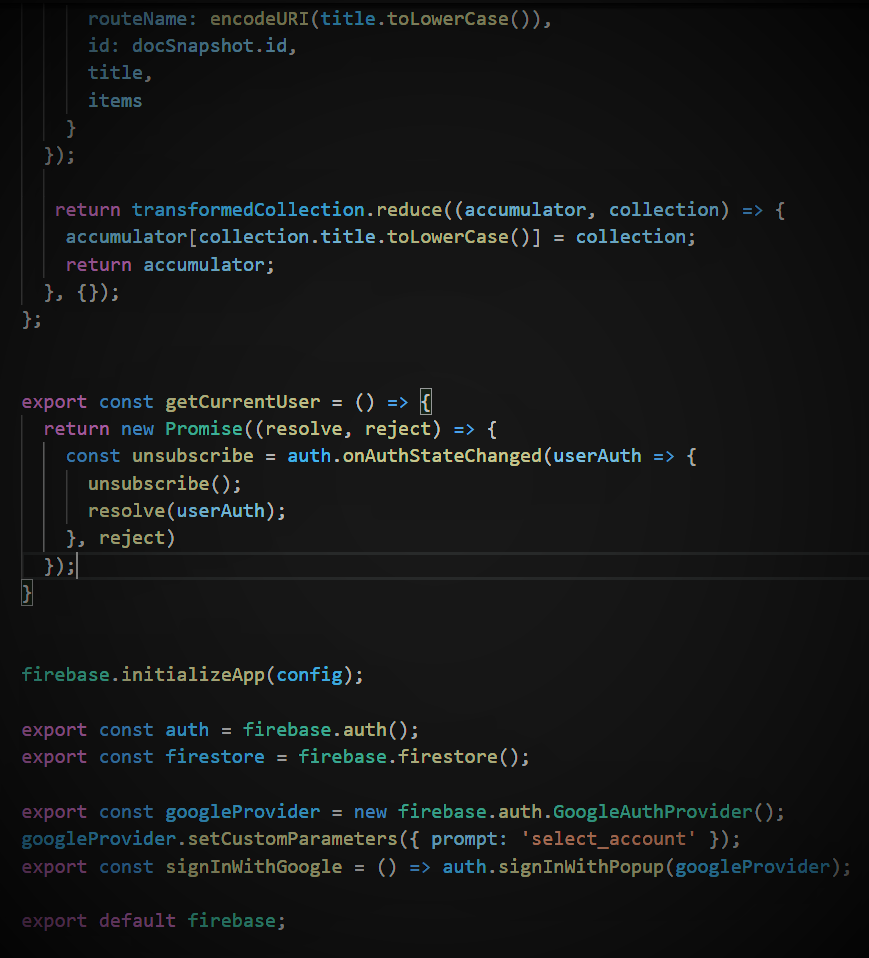 routeName: encodeURI(title.toLowerCase()),
id: docSnapshot.id,
title,
items
}
});
return transformedCollection.reduce((accumulator, collection) => {
accumulator[collection.title.toLowerCase()] = collection;
return accumulator;
}, {});
};
export const getCurrentUser = () => {
return new Promise((resolve, reject) => {
const unsubscribe = auth.onAuthStateChanged(userAuth => {
unsubscribe();
resolve(userAuth);
}, reject)
});
}
firebase.initializeApp(config);
export const auth = firebase.auth();
export const firestore = firebase.firestore();
export const googleProvider = new firebase.auth.GoogleAuthProvider();
googleProvider.setCustomParameters({ prompt: 'select_account' });
export const signInWithGoogle = () => auth.signInWithPopup(googleProvider);
export default firebase;